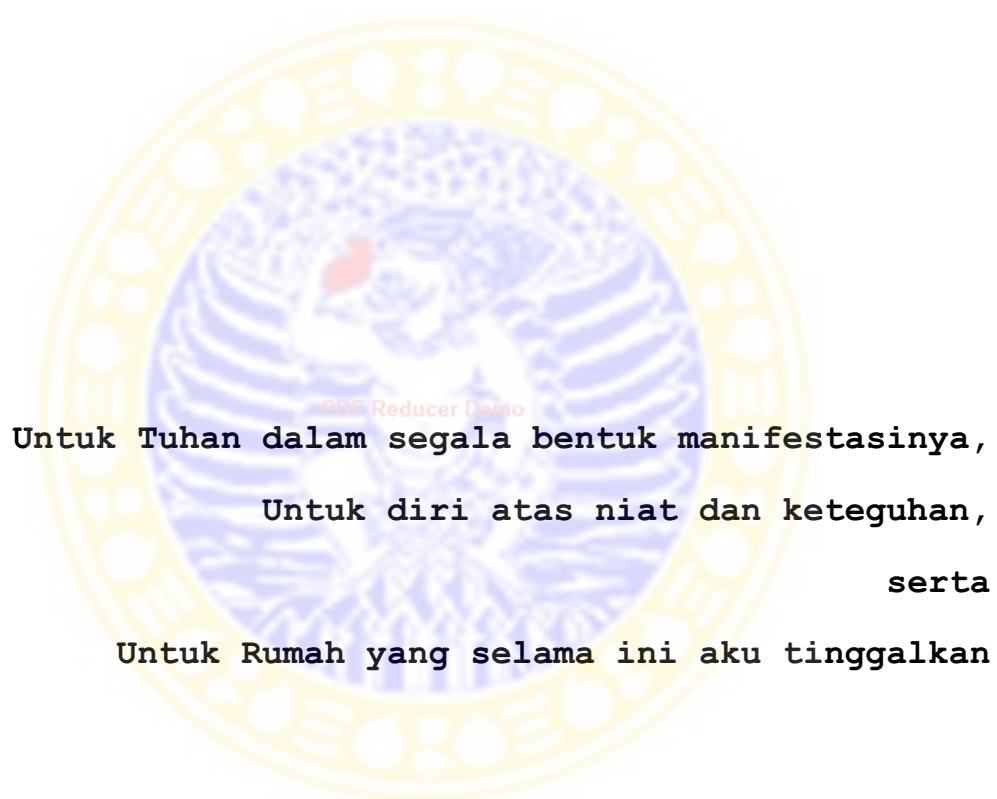 PDF Reducer Demo
Untuk Tuhan dalam segala bentuk manifestasinya,
Untuk diri atas niat dan keteguhan,
serta
Untuk Rumah yang selama ini aku tinggalkan